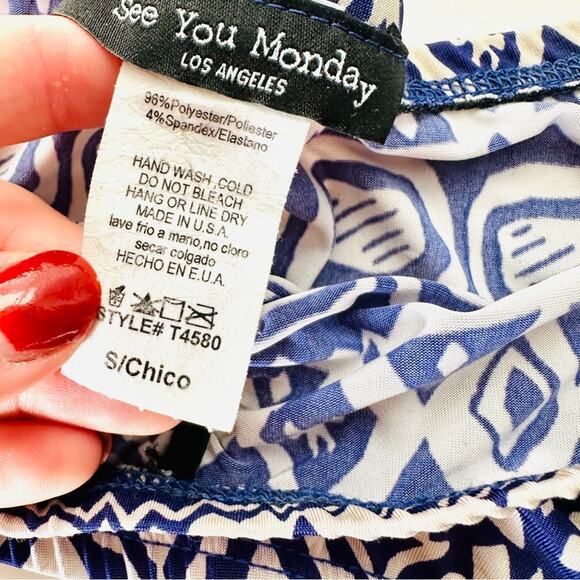 See You Monday
LOS ANGELES
96%Polyester/Poliester
4%Spandex/Elastano
HAND WASH,COLD
DO NOT BLEACH
HANG OR LINE DRY
MADE IN U.S.A.
lave frio a mano,no cloro
secar colgado
HECHO EN E.U.A.
STYLE# T4580
S/Chico